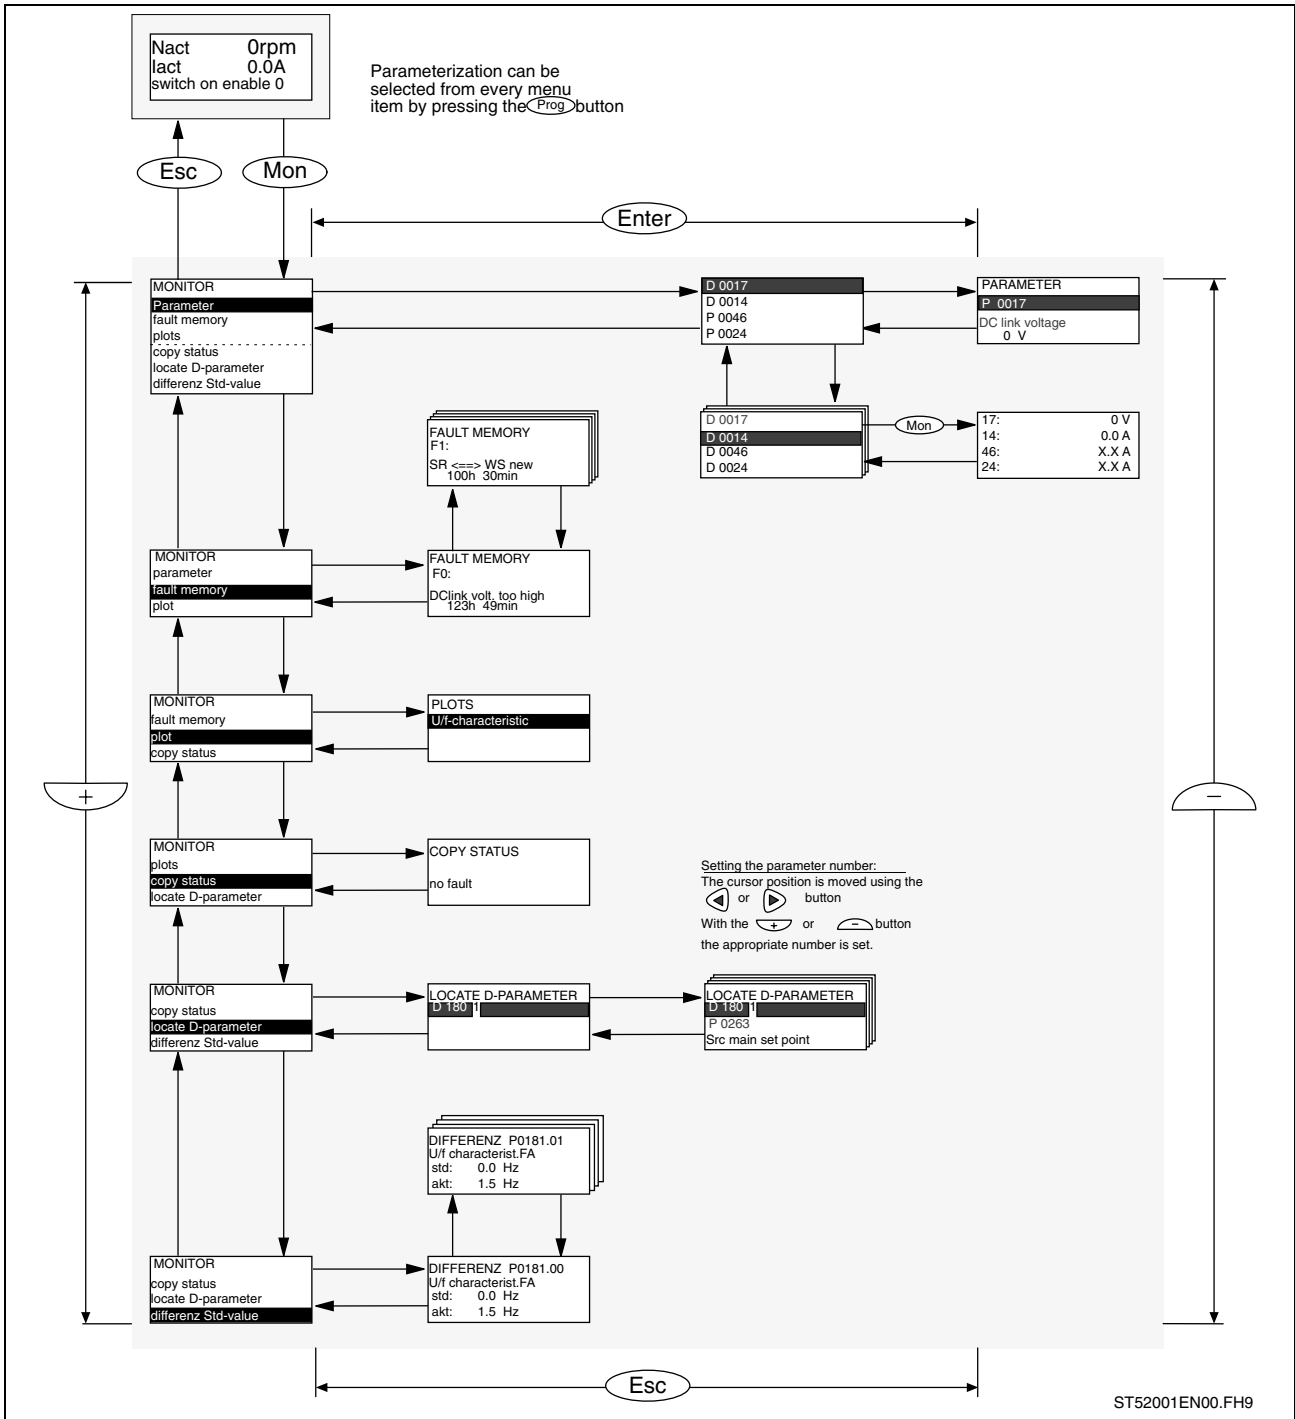 Nact 0rpm
Iact 0.0A
switch on enable 0
Parameterization can be
selected from every menu
item by pressing the Prog button
Esc
Mon
Enter
MONITOR
Parameter
fault memory
plots
copy status
locate D-parameter
differenz Std-value
D 0017
D 0014
P 0046
P 0024
PARAMETER
P 0017
DC link voltage
0 V
D 0017
D 0014
D 0046
D 0024
Mon
17: 0 V
14: 0.0 A
46: X.X A
24: X.X A
FAULT MEMORY
F1:
SR <==> WS new
100h 30min
MONITOR
parameter
fault memory
plot
FAULT MEMORY
F0:
DClink volt. too high
123h 49min
MONITOR
fault memory
plot
copy status
PLOTS
U/f-characteristic
+
−
MONITOR
plots
copy status
locate D-parameter
COPY STATUS
no fault
Setting the parameter number:
The cursor position is moved using the
or button
With the + or − button
the appropriate number is set.
MONITOR
copy status
locate D-parameter
differenz Std-value
LOCATE D-PARAMETER
D 180 1
LOCATE D-PARAMETER
D 180 1
P 0263
Src main set point
DIFFERENZ P0181.01
U/f characterist.FA
std: 0.0 Hz
akt: 1.5 Hz
MONITOR
copy status
locate D-parameter
differenz Std-value
DIFFERENZ P0181.00
U/f characterist.FA
std: 0.0 Hz
akt: 1.5 Hz
Esc
ST52001EN00.FH9